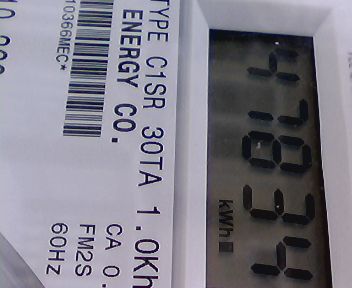 47834
kWh
TYPE C1SR 30TA 1.0Kh
ENERGY CO.
CA 0.
10366MEC*
FM2S
60HZ